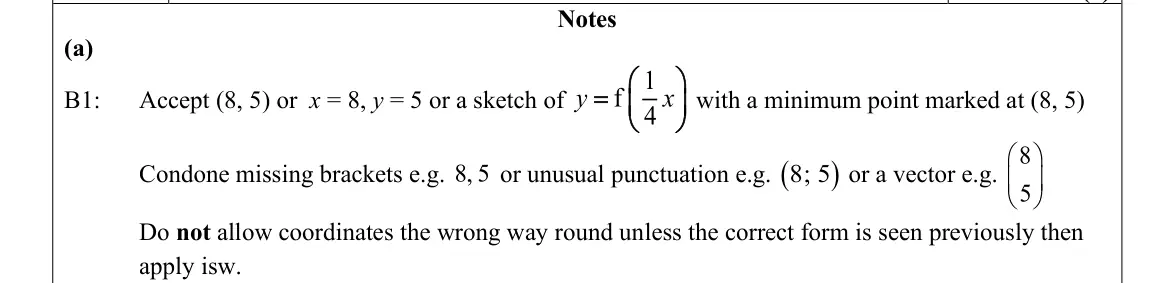 Notes
(a)
B1: Accept (8, 5) or x = 8, y = 5 or a sketch of y = f(1/4 x) with a minimum point marked at (8, 5)
Condone missing brackets e.g. 8, 5 or unusual punctuation e.g. (8; 5) or a vector e.g. (8 5)
Do not allow coordinates the wrong way round unless the correct form is seen previously then
apply isw.